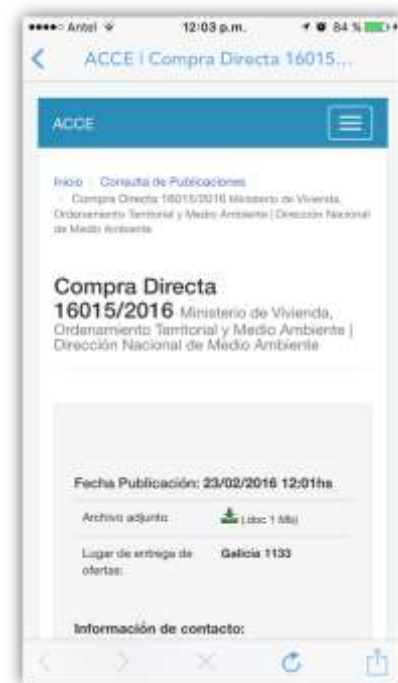 Antel 12:03 p.m. 84 %
ACCE | Compra Directa 16015...
ACCE
Inicio Consulta de Publicaciones
Compra Directa 16015/2016 Ministerio de Vivienda,
Ordenamiento Territorial y Medio Ambiente | Dirección Nacional
de Medio Ambiente
Compra Directa
16015/2016 Ministerio de Vivienda,
Ordenamiento Territorial y Medio Ambiente |
Dirección Nacional de Medio Ambiente
Fecha Publicación: 23/02/2016 12:01hs
Archivo adjunto: (.doc 1 Mb)
Lugar de entrega de Galicia 1133
ofertas:
Información de contacto: